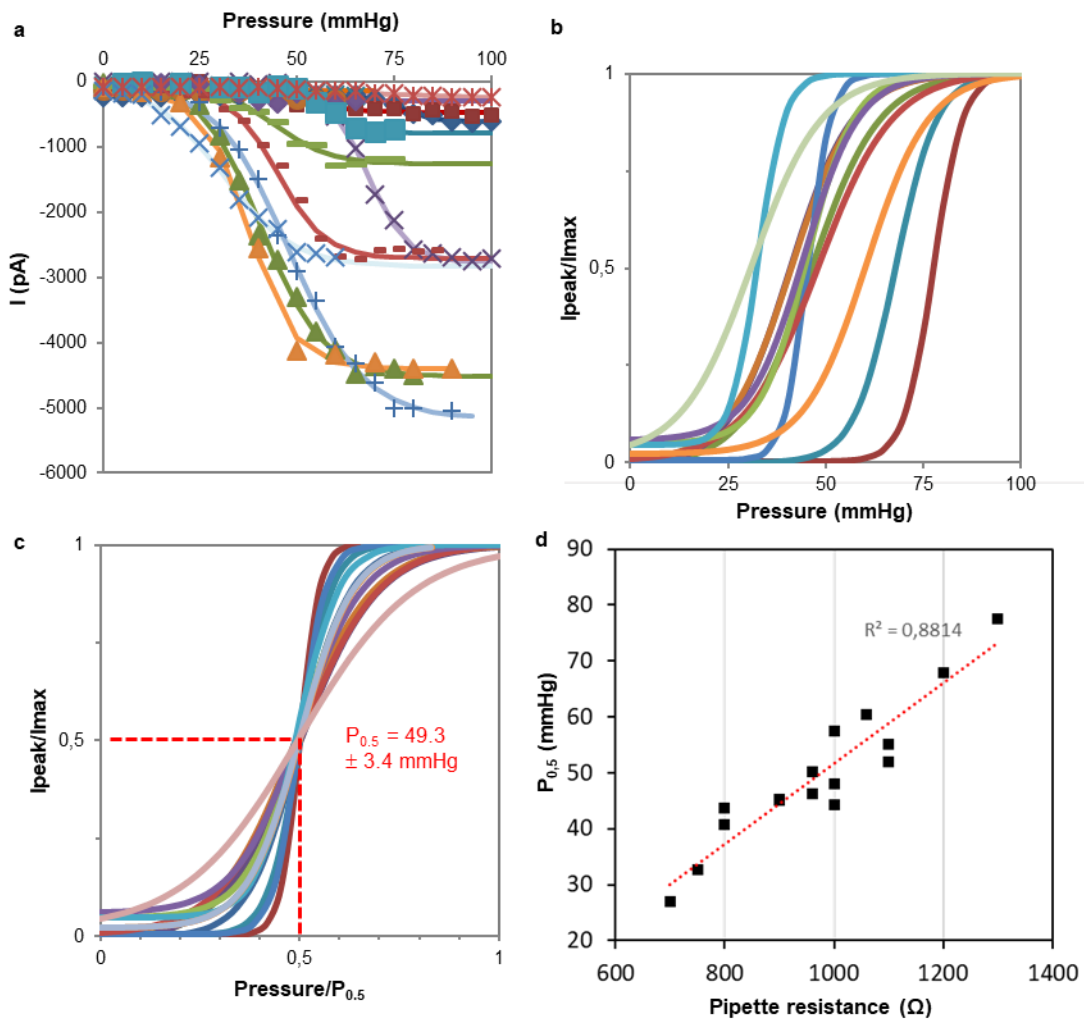 a
Pressure (mmHg)
0 25 50 75 100
0
-1000
-2000
-3000
-4000
-5000
-6000
I (pA)
b
1
0,5
0
Ipeak/Imax
0 25 50 75 100
Pressure (mmHg)
c
1
0,5
0
Ipeak/Imax
P0.5 = 49.3
± 3.4 mmHg
0 0,5 1
Pressure/P0.5
d
90
80
70
60
50
40
30
20
P0,5 (mmHg)
R² = 0,8814
600 800 1000 1200 1400
Pipette resistance (Ω)